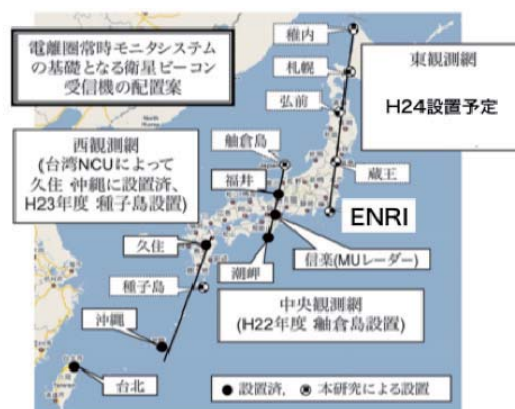 電離圏常時モニタシステム
の基礎となる衛星ビーコン
受信機の配置案
稚内
札幌
弘前
東観測網
H24設置予定
西観測網
(台湾NCUによって
久住 沖縄に設置済、
H23年度 種子島設置)
舳倉島
福井
蔵王
ENRI
久住
信楽(MUレーダー)
潮岬
種子島
中央観測網
(H22年度 舳倉島設置)
沖縄
台北
● 設置済, 本研究による設置